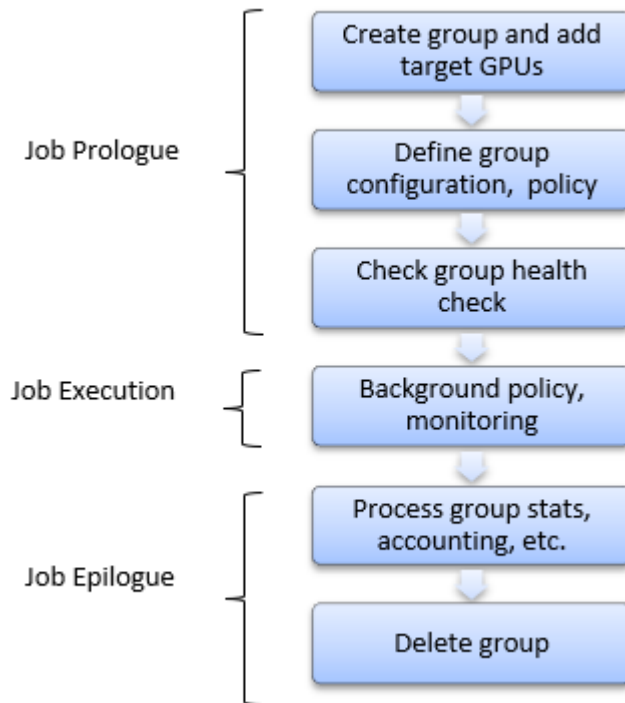 Create group and add
target GPUs
Job Prologue
Define group
configuration,  policy
Check group health
check
Job Execution
Background policy,
monitoring
Process group stats,
accounting, etc.
Job Epilogue
Delete group